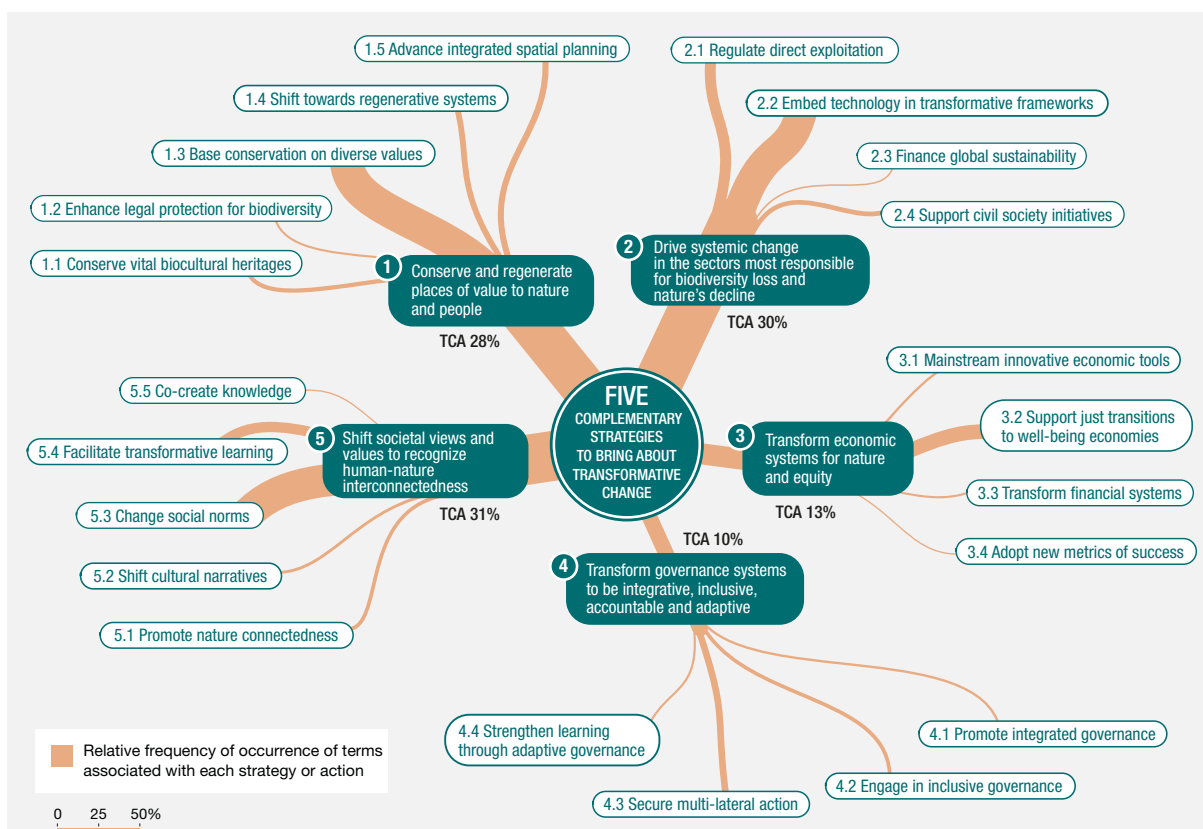 FIVE
COMPLEMENTARY
STRATEGIES
TO BRING ABOUT
TRANSFORMATIVE
CHANGE
1
Conserve and regenerate
places of value to nature
and people
TCA 28%
1.1 Conserve vital biocultural heritages
1.2 Enhance legal protection for biodiversity
1.3 Base conservation on diverse values
1.4 Shift towards regenerative systems
1.5 Advance integrated spatial planning
2
Drive systemic change
in the sectors most responsible
for biodiversity loss and
nature's decline
TCA 30%
2.1 Regulate direct exploitation
2.2 Embed technology in transformative frameworks
2.3 Finance global sustainability
2.4 Support civil society initiatives
3
Transform economic
systems for nature
and equity
TCA 13%
3.1 Mainstream innovative economic tools
3.2 Support just transitions
to well-being economies
3.3 Transform financial systems
3.4 Adopt new metrics of success
TCA 10%
4
Transform governance systems
to be integrative, inclusive,
accountable and adaptive
4.1 Promote integrated governance
4.2 Engage in inclusive governance
4.3 Secure multi-lateral action
4.4 Strengthen learning
through adaptive governance
5
Shift societal views and
values to recognize
human-nature
interconnectedness
TCA 31%
5.5 Co-create knowledge
5.4 Facilitate transformative learning
5.3 Change social norms
5.2 Shift cultural narratives
5.1 Promote nature connectedness
Relative frequency of occurrence of terms
associated with each strategy or action
0 25 50%